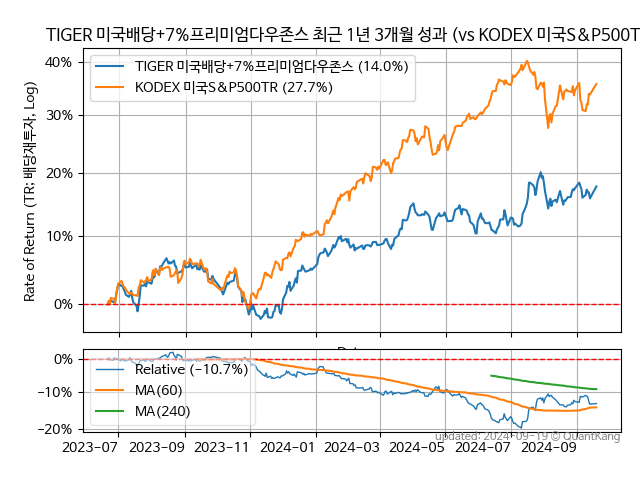 TIGER 미국배당+7%프리미엄다우존스 최근 1년 3개월 성과 (vs KODEX 미국S&P500T
TIGER 미국배당+7%프리미엄다우존스 (14.0%)
KODEX 미국S&P500TR (27.7%)
Rate of Return (TR: 배당재투자, Log)
40%
30%
20%
10%
0%
0%
−10%
−20%
Relative (−10.7%)
MA(60)
MA(240)
2023-07
2023-09
2023-11
2024-01
2024-03
2024-05
2024-07
2024-09
updated: 2024-09-19 © QuantKang